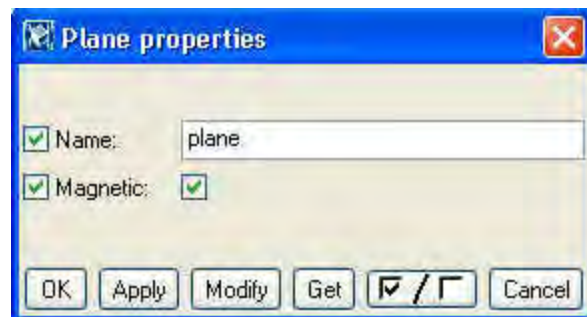 Plane properties
Name: plane
Magnetic:
OK Apply Modify Get / Cancel